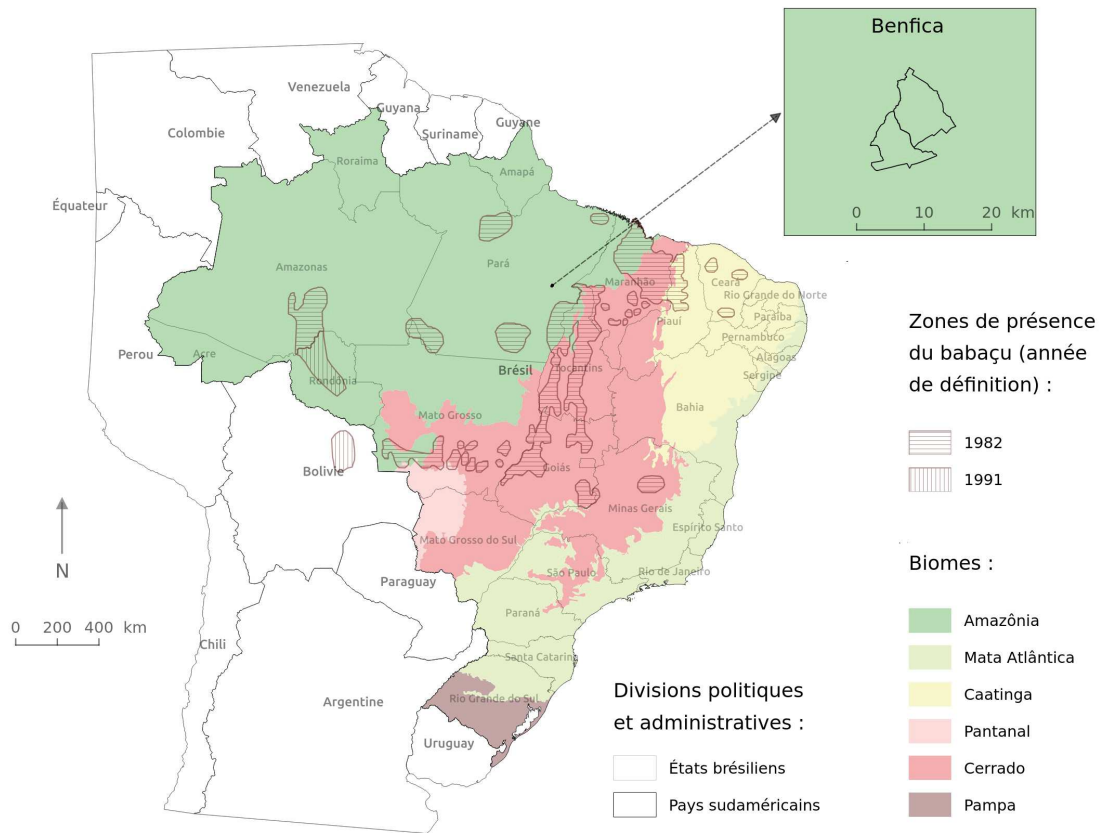 Benfica
0 10 20 km
Venezuela
Guyana
Colombie
Suriname
Guyane
Roraima
Amapá
Équateur
Amazonas
Pará
Maranhão
Ceará
Rio Grande do Norte
Piauí
Paraíba
Pernambuco
Perou
Acre
Alagoas
Rondônia
Brésil
Tocantins
Sergipe
Mato Grosso
Bahia
Bolivie
Goiás
Minas Gerais
Espírito Santo
Mato Grosso do Sul
N
Paraguay
São Paulo
Rio de Janeiro
Paraná
0 200 400 km
Chili
Santa Catarina
Argentine
Rio Grande do Sul
Uruguay
Zones de présence
du babaçu (année
de définition) :
1982
1991
Biomes :
Amazônia
Mata Atlântica
Caatinga
Pantanal
Cerrado
Pampa
Divisions politiques
et administratives :
États brésiliens
Pays sudaméricains